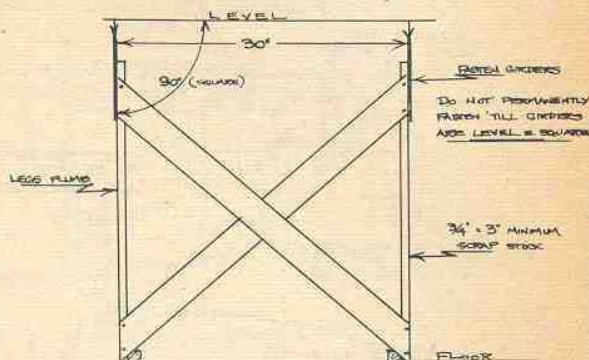 LEVEL
30"
90° (SQUARE)
FASTEN GIRDERS
DO NOT PERMANENTLY
FASTEN 'TILL GIRDERS
ARE LEVEL & SQUARE
LEGS PLUMB
3/4" × 3" MINIMUM
SCRAP STOCK
FLOOR